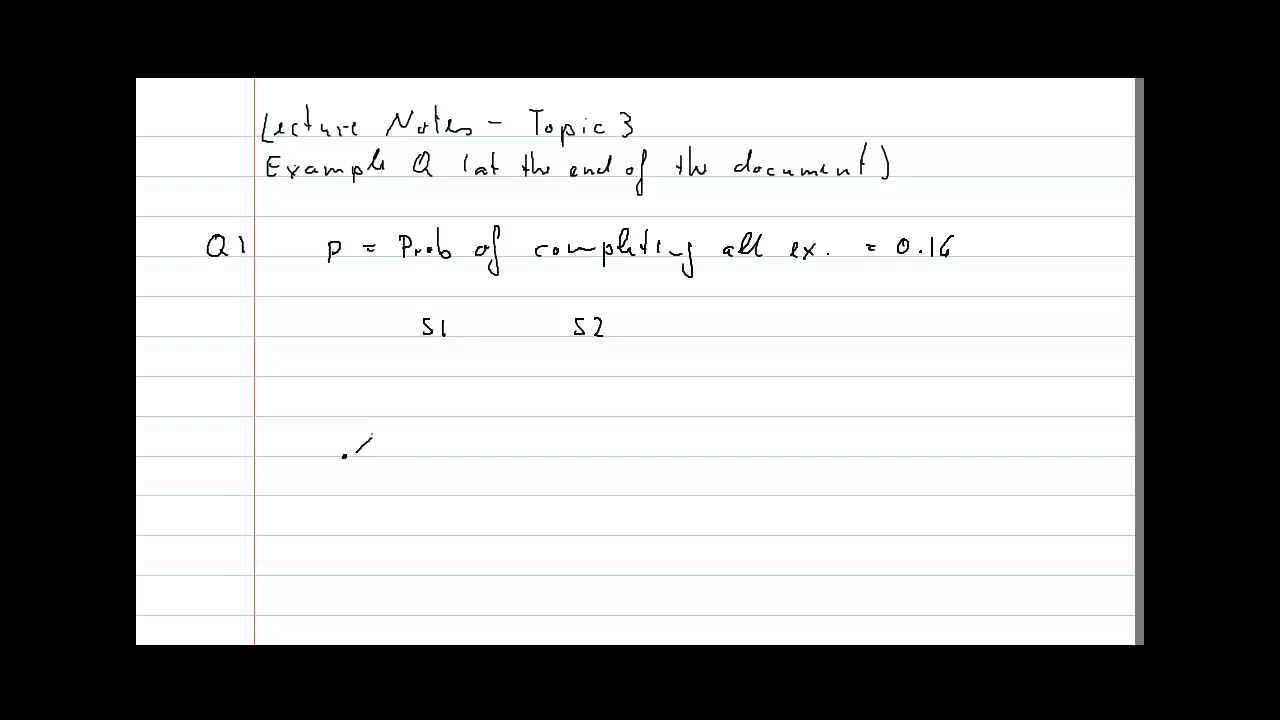 Lecture Notes - Topic 3
Example Q (at the end of the document)
Q1 p = Prob of completing all ex. = 0.16
S1 S2